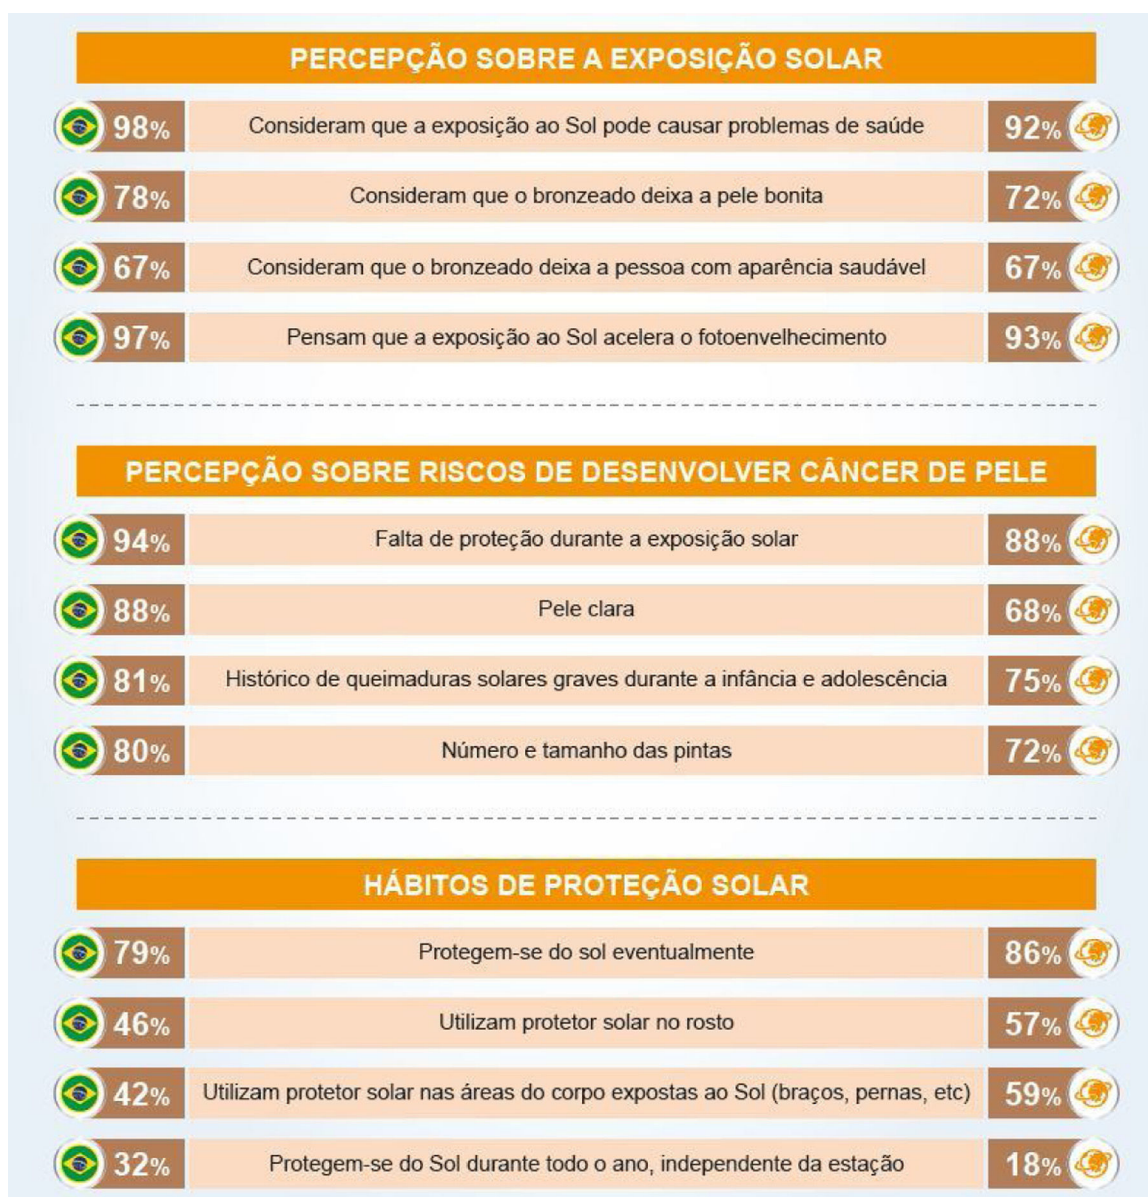 PERCEPÇÃO SOBRE A EXPOSIÇÃO SOLAR
98% Consideram que a exposição ao Sol pode causar problemas de saúde 92%
78% Consideram que o bronzeado deixa a pele bonita 72%
67% Consideram que o bronzeado deixa a pessoa com aparência saudável 67%
97% Pensam que a exposição ao Sol acelera o fotoenvelhecimento 93%
PERCEPÇÃO SOBRE RISCOS DE DESENVOLVER CÂNCER DE PELE
94% Falta de proteção durante a exposição solar 88%
88% Pele clara 68%
81% Histórico de queimaduras solares graves durante a infância e adolescência 75%
80% Número e tamanho das pintas 72%
HÁBITOS DE PROTEÇÃO SOLAR
79% Protegem-se do sol eventualmente 86%
46% Utilizam protetor solar no rosto 57%
42% Utilizam protetor solar nas áreas do corpo expostas ao Sol (braços, pernas, etc) 59%
32% Protegem-se do Sol durante todo o ano, independente da estação 18%